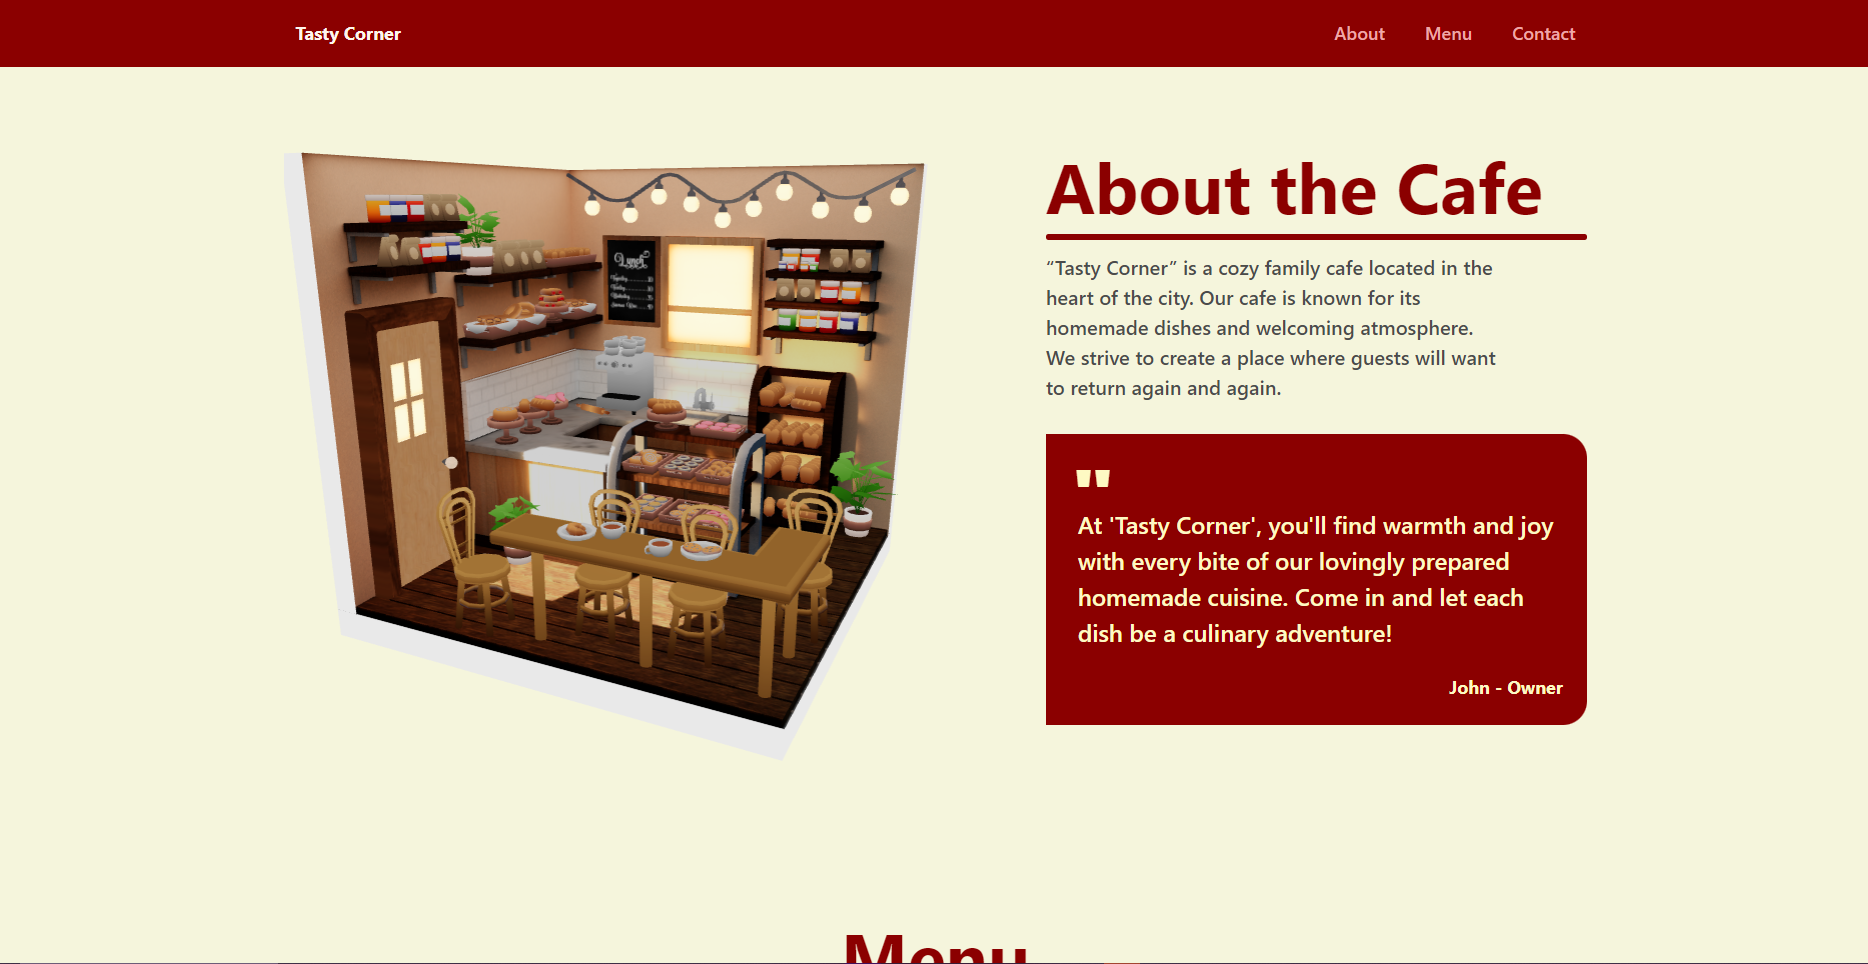 Tasty Corner
About Menu Contact
Lunch
About the Cafe
“Tasty Corner” is a cozy family cafe located in the
heart of the city. Our cafe is known for its
homemade dishes and welcoming atmosphere.
We strive to create a place where guests will want
to return again and again.
"
At 'Tasty Corner', you'll find warmth and joy
with every bite of our lovingly prepared
homemade cuisine. Come in and let each
dish be a culinary adventure!
John - Owner
Menu